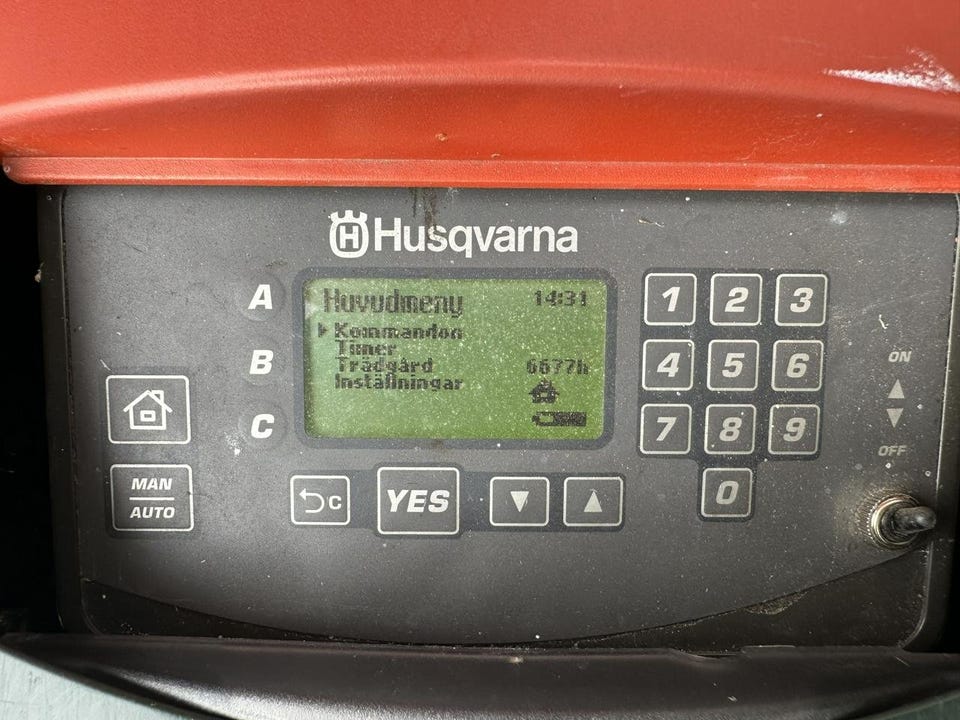 Husqvarna
A
B
C
Huvudmeny 14:31
Kommandon
Timer
Trädgård 6677h
Inställningar
1 2 3
4 5 6
7 8 9
0
ON
OFF
MAN
AUTO
C
YES